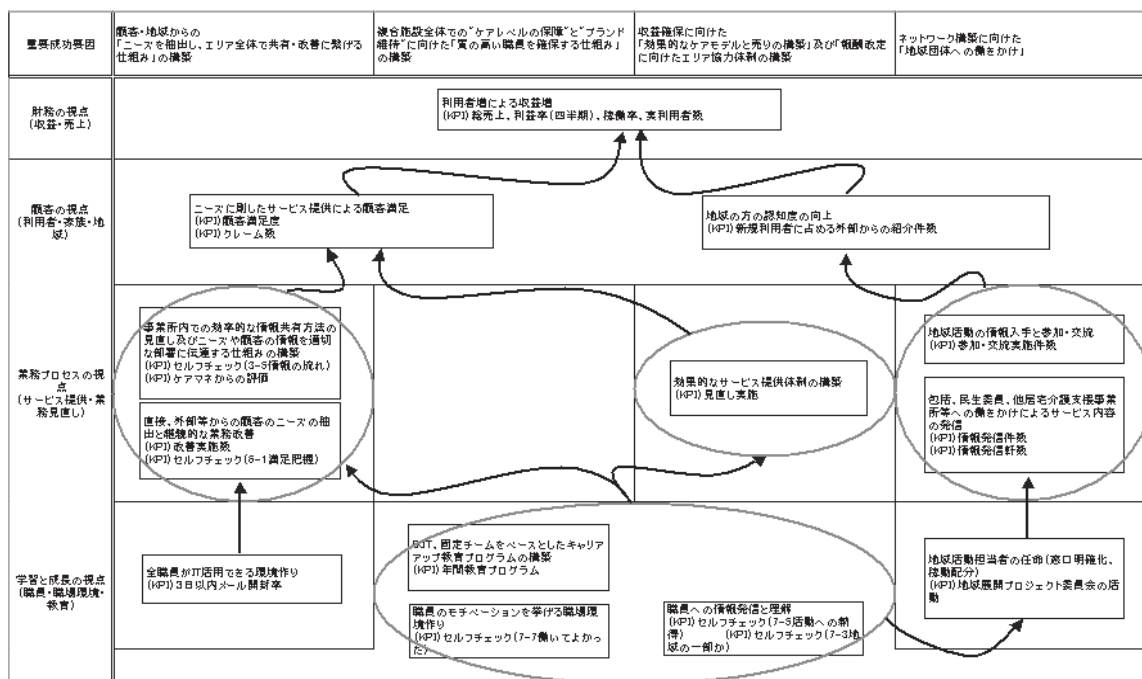 重要成功要因
顧客・地域からの
「ニーズを抽出し、エリア全体で共有・改善に繋げる
仕組み」の構築
複合施設全体での"ケアレベルの保障"と"ブランド
維持"に向けた「質の高い職員を確保する仕組み」
の構築
収益確保に向けた
「効果的なケアモデルと売りの構築」及び「報酬改定
に向けたエリア協力体制の構築
ネットワーク構築に向けた
「地域団体への働きかけ」
財務の視点
(収益・売上)
利用者増による収益増
(KPI)総売上、利益率(四半期)、稼働率、実利用者数
顧客の視点
(利用者・家族・地
域)
ニーズに則したサービス提供による顧客満足
(KPI)顧客満足度
(KPI)クレーム数
地域の方の認知度の向上
(KPI)新規利用者に占める外部からの紹介件数
業務プロセスの視
点
(サービス提供・業
務見直し)
事業所内での効率的な情報共有方法の
見直し及びニーズや顧客の情報を適切
な部署に伝達する仕組みの構築
(KPI)セルフチェック(3-5情報の流れ)
(KPI)ケアマネからの評価
直接、外部等からの顧客のニーズの抽
出と継続的な業務改善
(KPI)改善実施数
(KPI)セルフチェック(6-1満足把握)
効果的なサービス提供体制の構築
(KPI)見直し実施
地域活動の情報入手と参加・交流
(KPI)参加・交流実施件数
包括、民生委員、他居宅介護支援事業
所等への働きかけによるサービス内容
の発信
(KPI)情報発信件数
(KPI)情報発信軒数
学習と成長の視点
(職員・職場環境・
教育)
全職員がIT活用できる環境作り
(KPI)3日以内メール開封率
OJT、固定チームをベースとしたキャリア
アップ教育プログラムの構築
(KPI)年間教育プログラム
職員のモチベーションを挙げる職場環
境作り
(KPI)セルフチェック(7-7働いてよかっ
た)
職員への情報発信と理解
(KPI)セルフチェック(7-5活動への納
得) (KPI)セルフチェック(7-3地
域の一部か)
地域活動担当者の任命(窓口明確化、
稼動配分)
(KPI)地域展開プロジェクト委員会の活
動